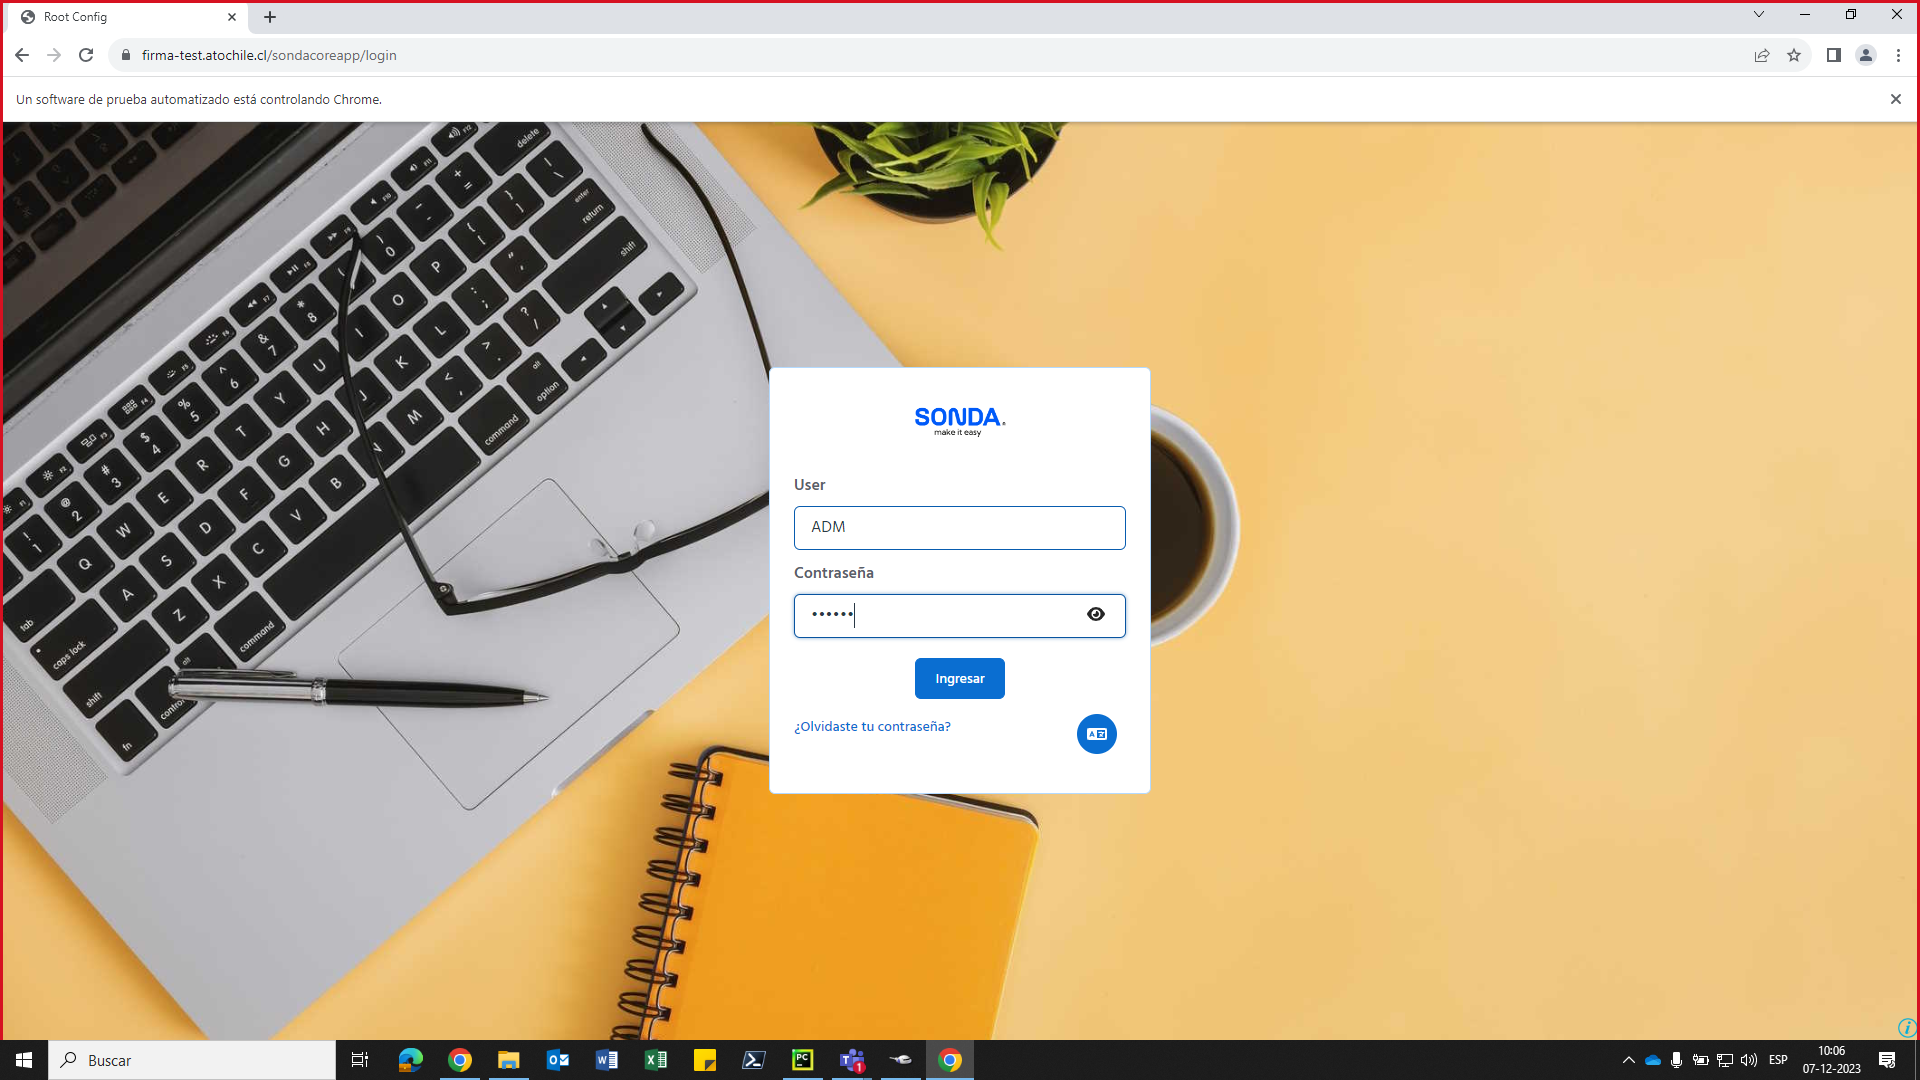 Root Config
firma-test.atochile.cl/sondacoreapp/login
Un software de prueba automatizado está controlando Chrome.
SONDA
make it easy
User
ADM
Contraseña
••••••
Ingresar
¿Olvidaste tu contraseña?
Buscar
ESP
10:06
07-12-2023